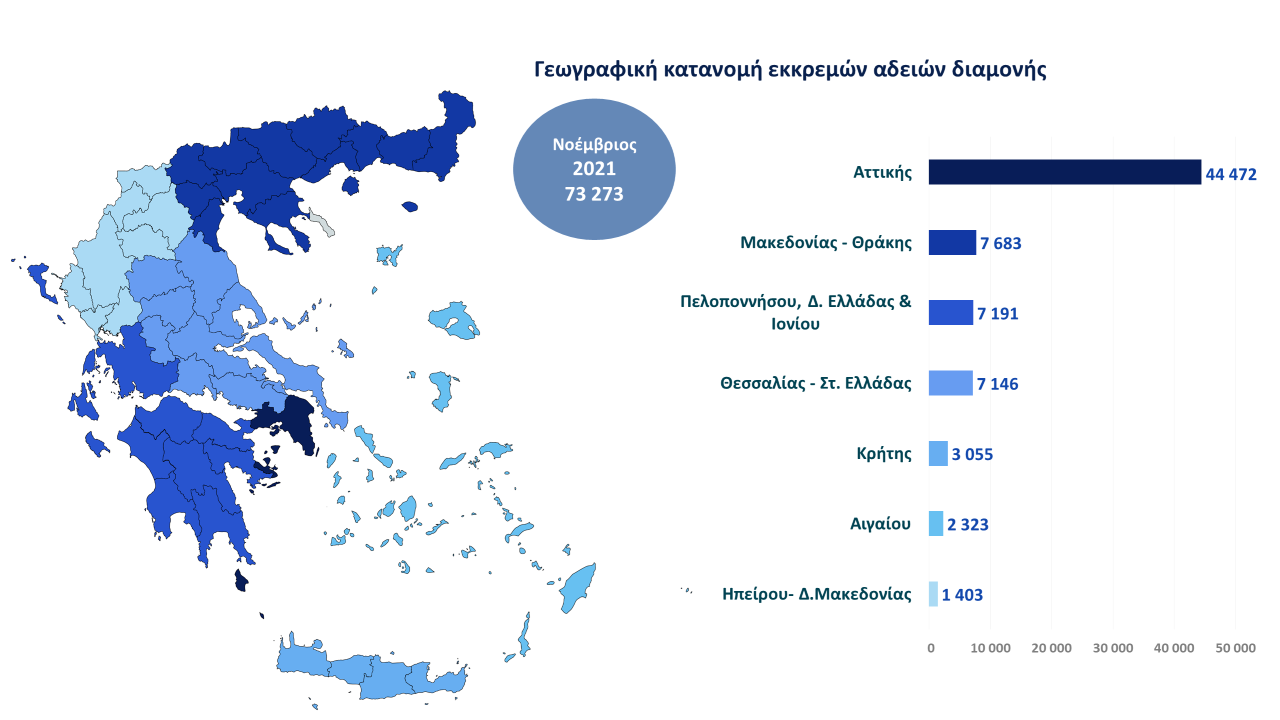 Γεωγραφική κατανομή εκκρεμών αδειών διαμονής
Νοέμβριος
2021
73 273
Αττικής
44 472
Μακεδονίας - Θράκης
7 683
Πελοποννήσου, Δ. Ελλάδας &
Ιονίου
7 191
Θεσσαλίας - Στ. Ελλάδας
7 146
Κρήτης
3 055
Αιγαίου
2 323
Ηπείρου- Δ.Μακεδονίας
1 403
0 10 000 20 000 30 000 40 000 50 000